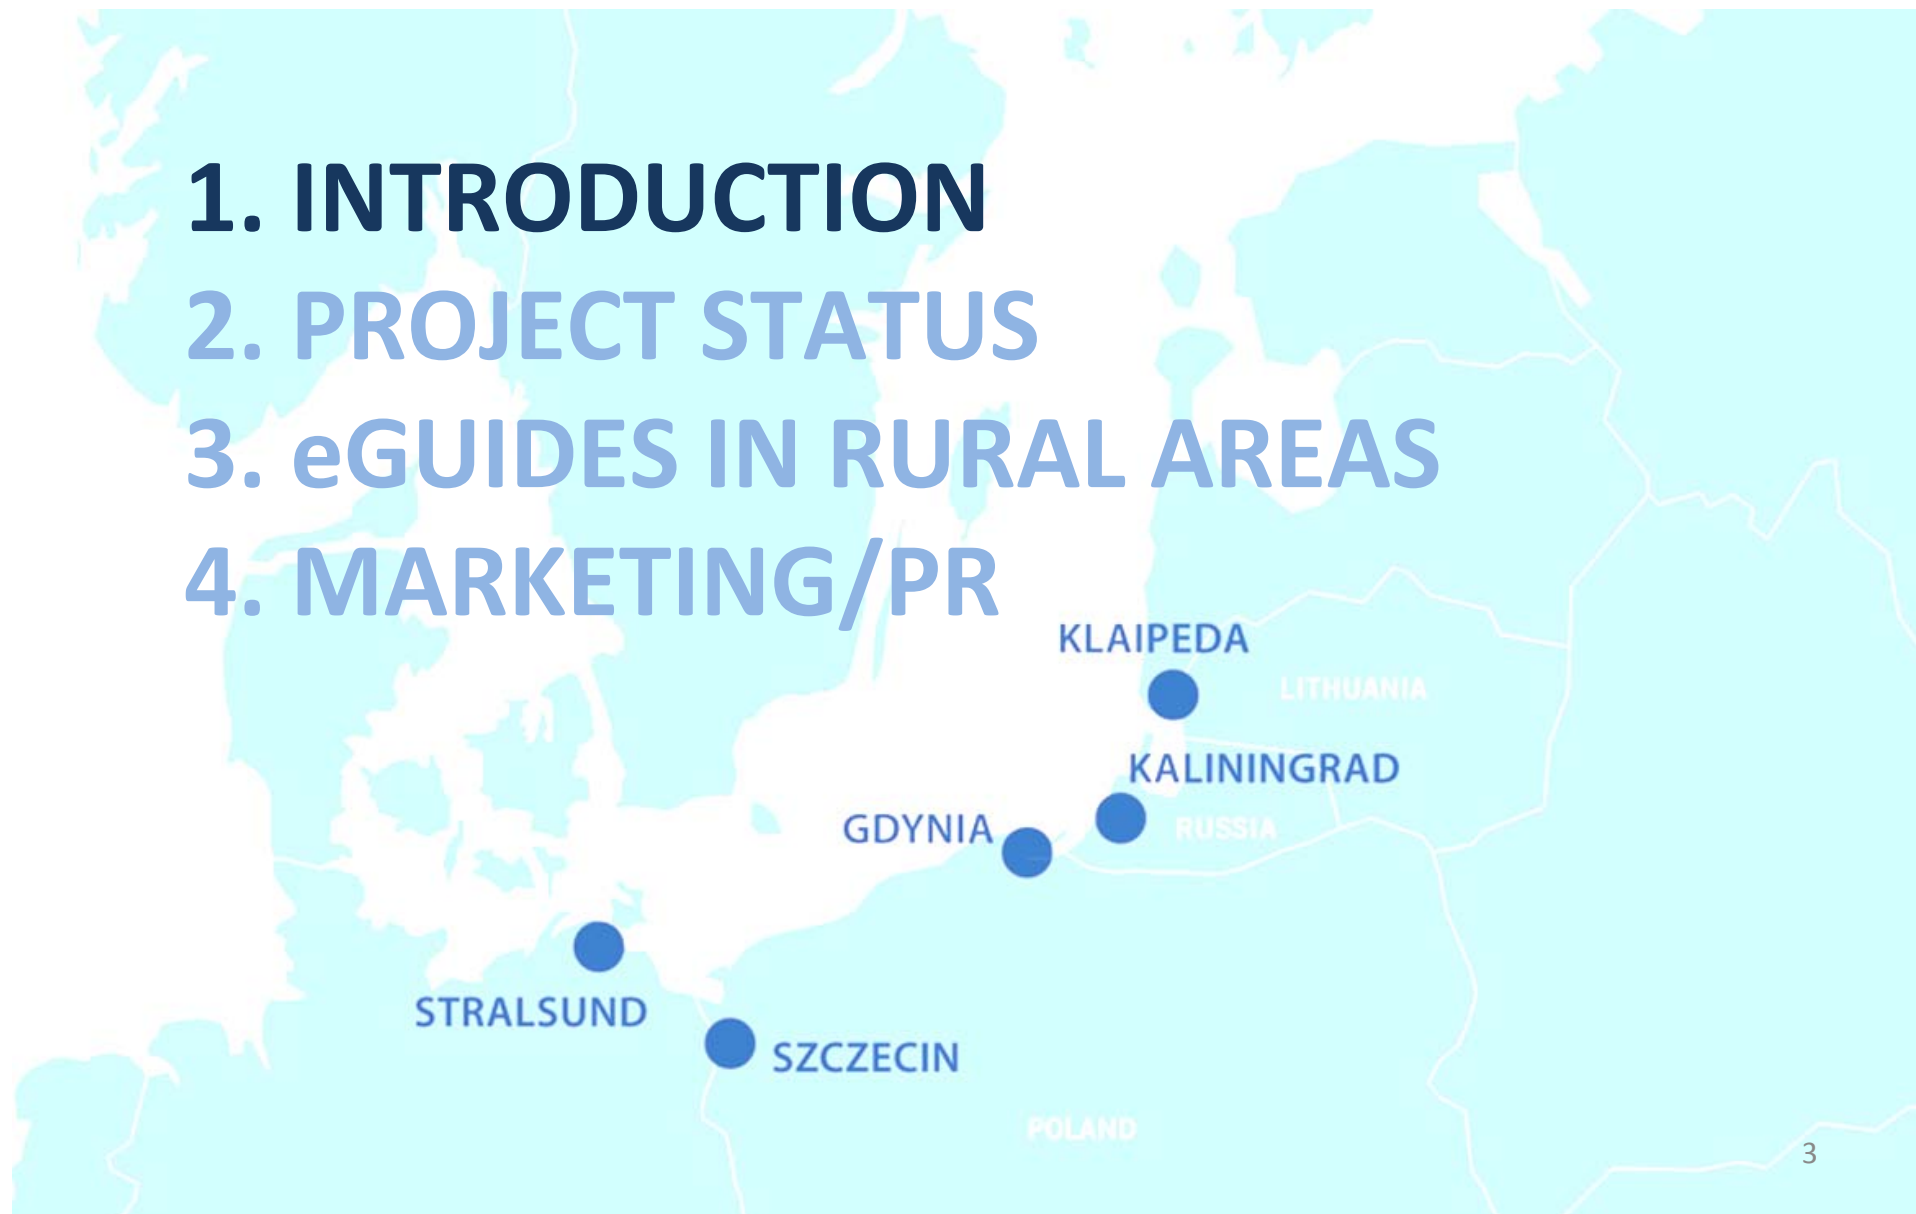 1. INTRODUCTION
2. PROJECT STATUS
3. eGUIDES IN RURAL AREAS
4. MARKETING/PR
KLAIPEDA
LITHUANIA
KALININGRAD
GDYNIA
RUSSIA
STRALSUND
SZCZECIN
POLAND
3